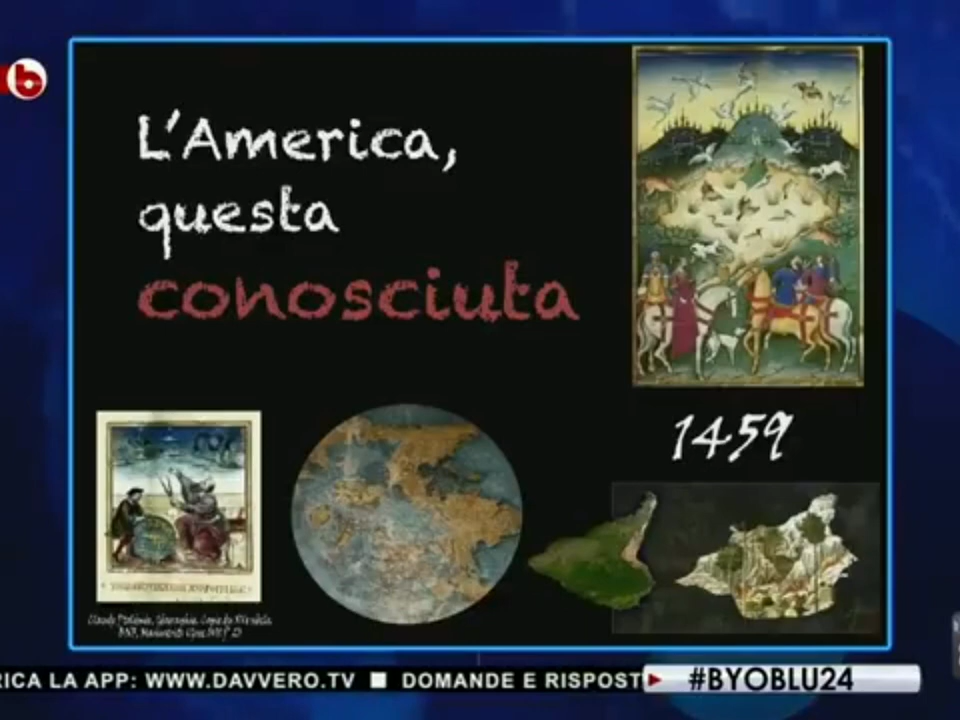 b
L'America,
questa
conosciuta
1459
RICA LA APP: WWW.DAVVERO.TV ■ DOMANDE E RISPOST
#BYOBLU24